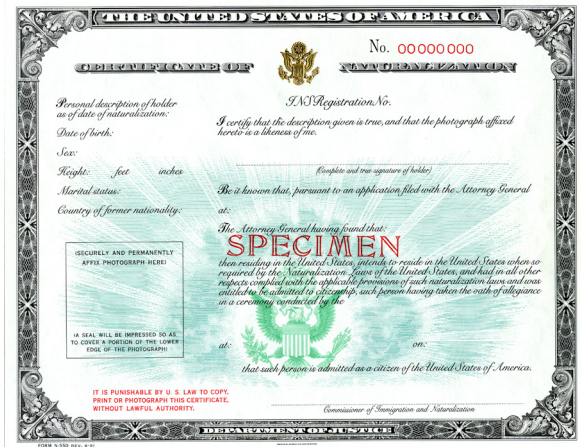 THE UNITED STATES OF AMERICA
No. 00000000
CERTIFICATE OF NATURALIZATION
Personal description of holder
as of date of naturalization:
Date of birth:
Sex:
Height: feet inches
Marital status:
Country of former nationality:
INS Registration No.
I certify that the description given is true, and that the photograph affixed
hereto is a likeness of me.
(Complete and true signature of holder)
Be it known that, pursuant to an application filed with the Attorney General
at:
The Attorney General having found that:
SPECIMEN
then residing in the United States, intends to reside in the United States when so
required by the Naturalization Laws of the United States, and had in all other
respects complied with the applicable provisions of such naturalization laws and was
entitled to be admitted to citizenship, such person having taken the oath of allegiance
in a ceremony conducted by the
(SECURELY AND PERMANENTLY
AFFIX PHOTOGRAPH HERE)
(A SEAL WILL BE IMPRESSED SO AS
TO COVER A PORTION OF THE LOWER
EDGE OF THE PHOTOGRAPH)
at: on:
that such person is admitted as a citizen of the United States of America.
IT IS PUNISHABLE BY U. S. LAW TO COPY,
PRINT OR PHOTOGRAPH THIS CERTIFICATE,
WITHOUT LAWFUL AUTHORITY.
Commissioner of Immigration and Naturalization
DEPARTMENT OF JUSTICE
FORM N-550 REV.